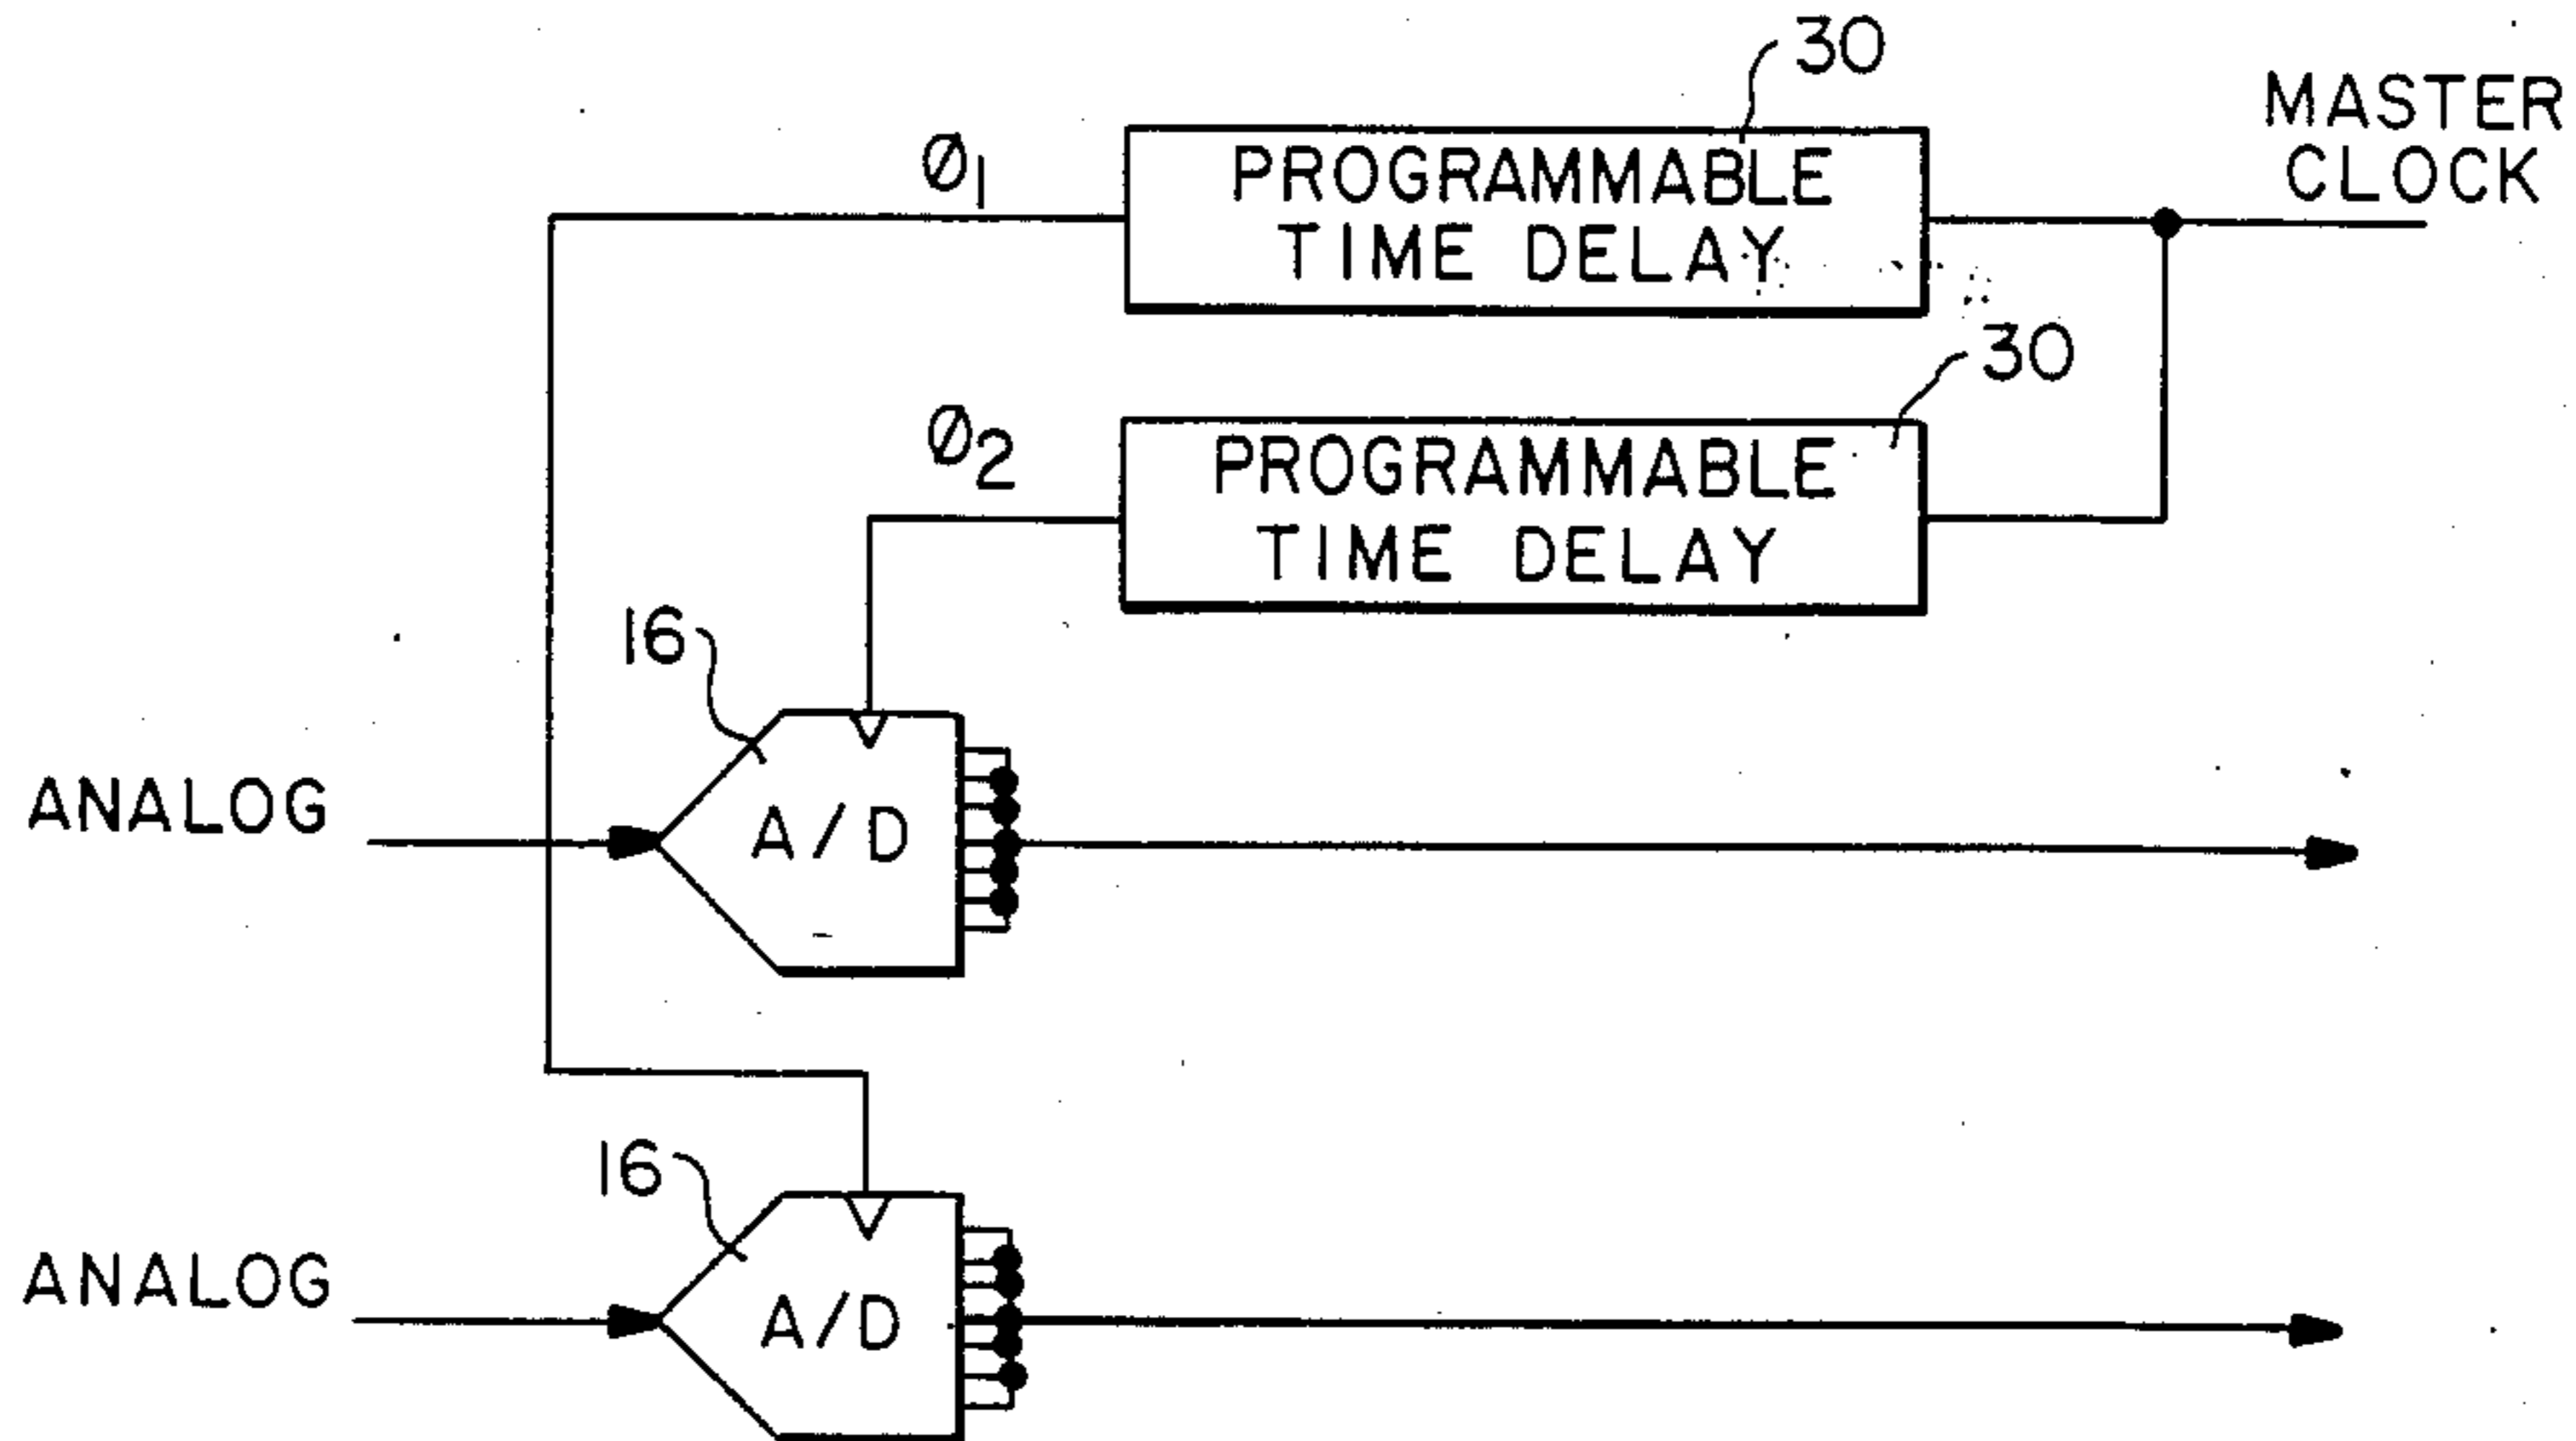 30
MASTER
CLOCK
Ø1
PROGRAMMABLE
TIME DELAY
30
Ø2
PROGRAMMABLE
TIME DELAY
16
ANALOG
A/D
16
ANALOG
A/D